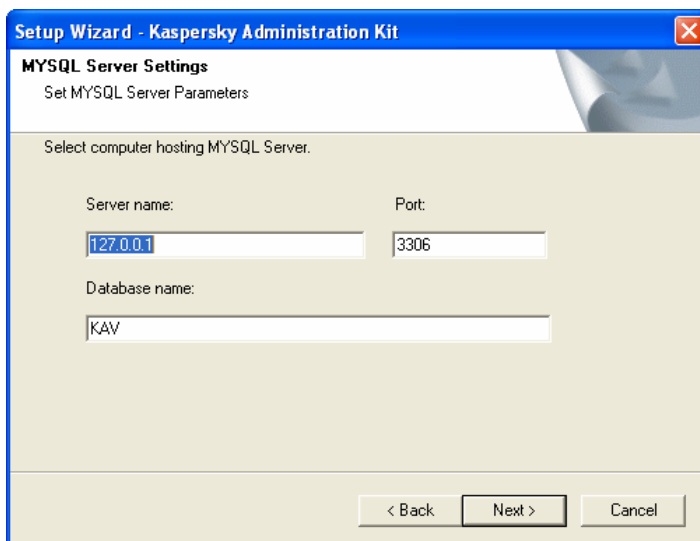 Setup Wizard - Kaspersky Administration Kit
MYSQL Server Settings
Set MYSQL Server Parameters
Select computer hosting MYSQL Server.
Server name: Port:
127.0.0.1 3306
Database name:
KAV
< Back Next > Cancel